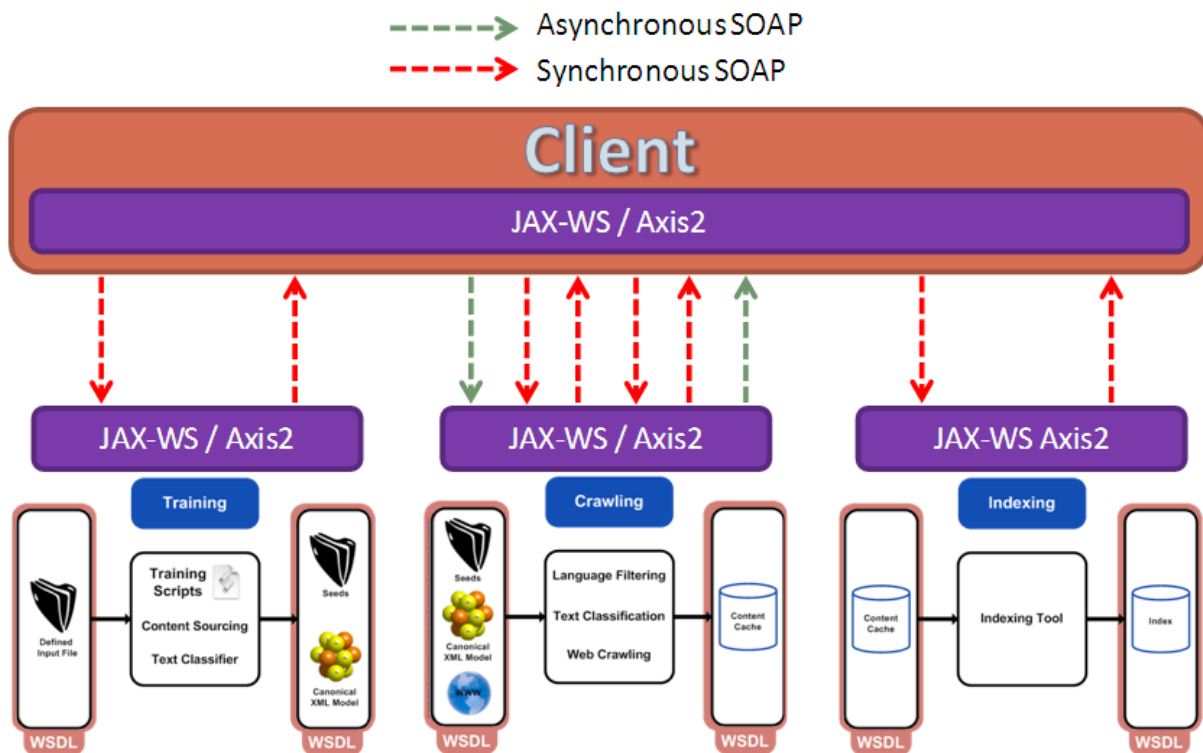 Asynchronous SOAP
Synchronous SOAP
Client
JAX-WS / Axis2
JAX-WS / Axis2
JAX-WS / Axis2
JAX-WS Axis2
Training
Defined
Input File
Training
Scripts
Content Sourcing
Text Classifier
Seeds
Canonical
XML Model
WSDL
WSDL
Crawling
Seeds
Canonical
XML Model
WWW
Language Filtering
Text Classification
Web Crawling
Content
Cache
WSDL
WSDL
Indexing
Content
Cache
Indexing Tool
Index
WSDL
WSDL